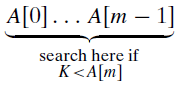 A[0] . . . A[m − 1]
search here if
K<A[m]